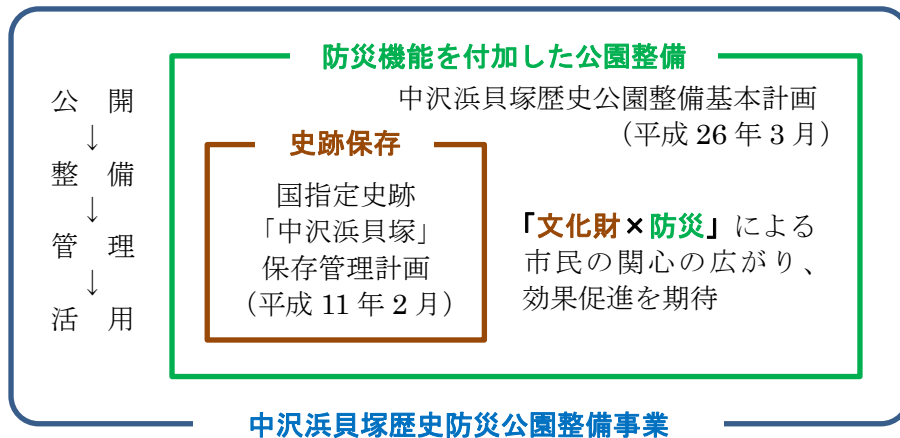 防災機能を付加した公園整備
中沢浜貝塚歴史公園整備基本計画
（平成 26 年 3 月）
公 開
↓
整 備
↓
管 理
↓
活 用
史跡保存
国指定史跡
「中沢浜貝塚」
保存管理計画
（平成 11 年 2 月）
「文化財×防災」による
市民の関心の広がり、
効果促進を期待
中沢浜貝塚歴史防災公園整備事業